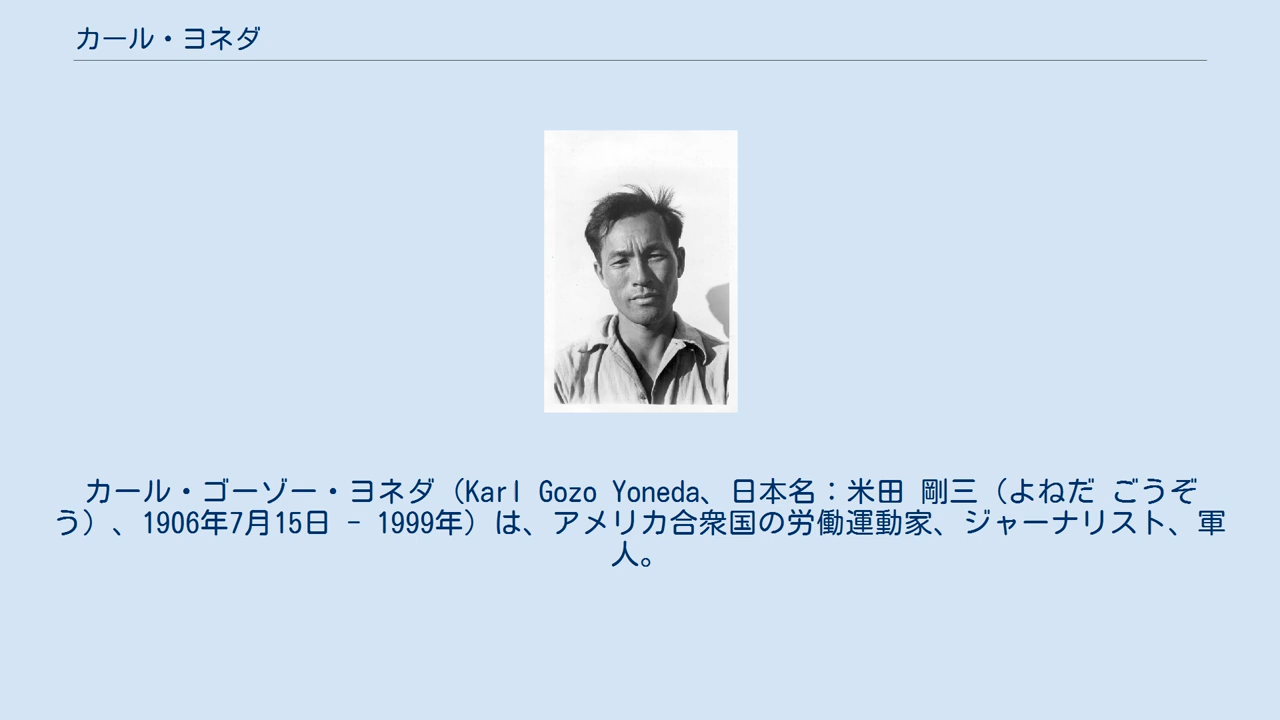 カール・ヨネダ
カール・ゴーゾー・ヨネダ（Karl Gozo Yoneda、日本名：米田 剛三（よねだ ごうぞ
う）、1906年7月15日 - 1999年）は、アメリカ合衆国の労働運動家、ジャーナリスト、軍
人。